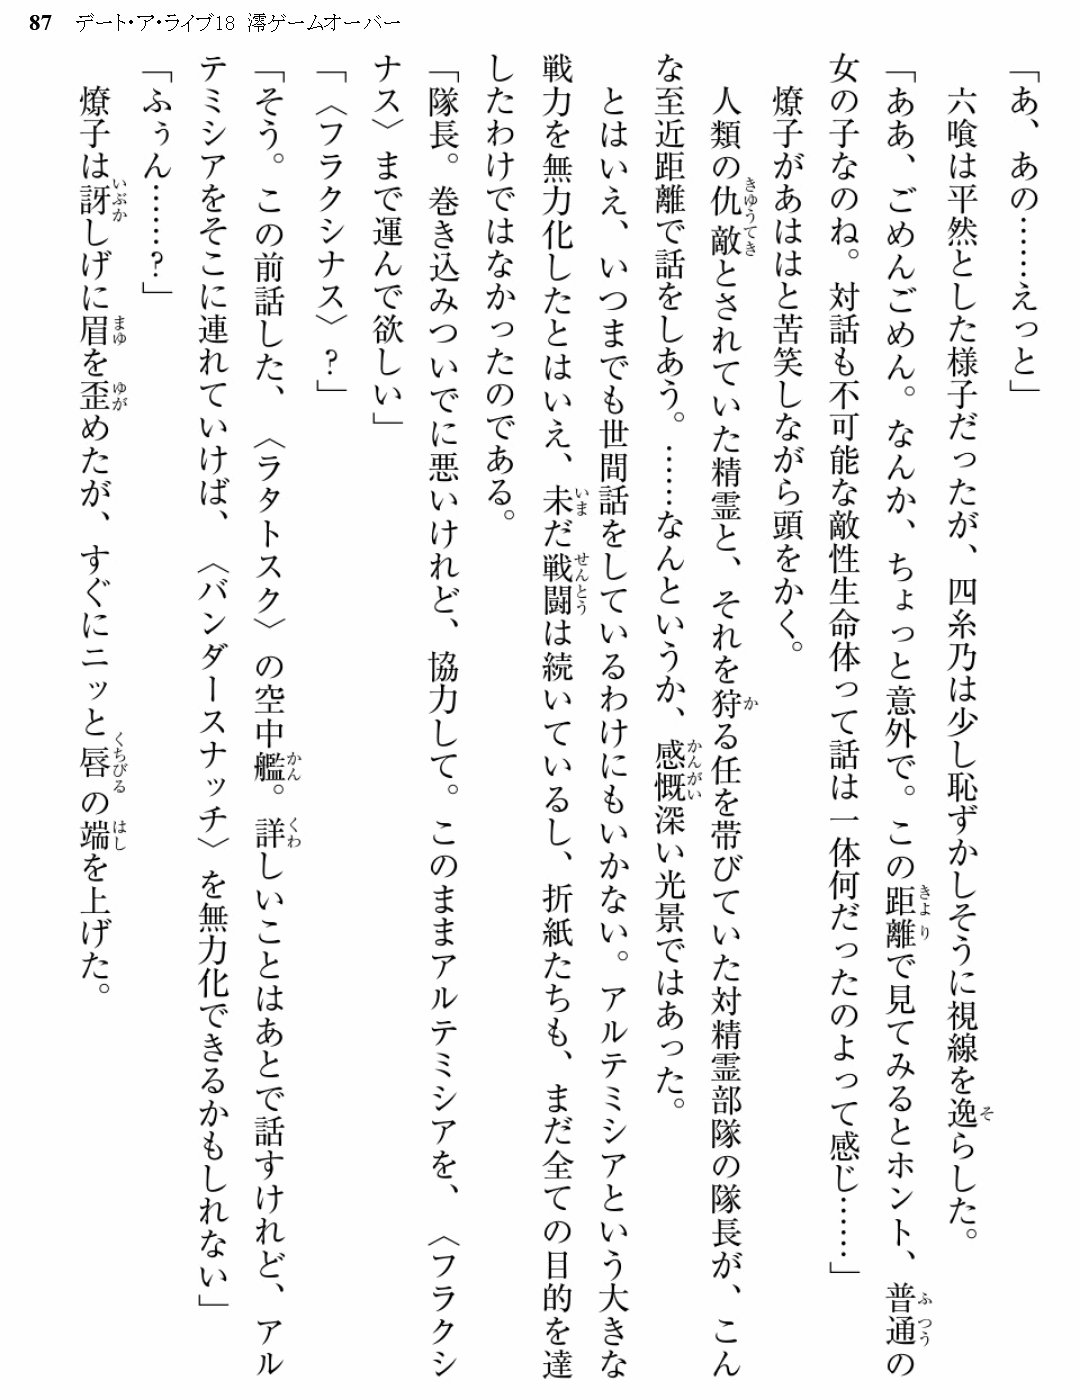 87 デート・ア・ライブ18 澪ゲームオーバー
「あ、あの……えっと」
六喰は平然とした様子だったが、四糸乃は少し恥ずかしそうに視線を逸らした。
「ああ、ごめんごめん。なんか、ちょっと意外で。この距離で見てみるとホント、普通の
女の子なのね。対話も不可能な敵性生命体って話は一体何だったのよって感じ……」
燎子があははと苦笑しながら頭をかく。
人類の仇敵とされていた精霊と、それを狩る任を帯びていた対精霊部隊の隊長が、こん
な至近距離で話をしあう。……なんというか、感慨深い光景ではあった。
とはいえ、いつまでも世間話をしているわけにもいかない。アルテミシアという大きな
戦力を無力化したとはいえ、未だ戦闘は続いているし、折紙たちも、まだ全ての目的を達
したわけではなかったのである。
「隊長。巻き込みついでに悪いけれど、協力して。このままアルテミシアを、〈フラクシ
ナス〉まで運んで欲しい」
「〈フラクシナス〉?」
「そう。この前話した、〈ラタトスク〉の空中艦。詳しいことはあとで話すけれど、アル
テミシアをそこに連れていけば、〈バンダースナッチ〉を無力化できるかもしれない」
「ふぅん……?」
燎子は訝しげに眉を歪めたが、すぐにニッと唇の端を上げた。